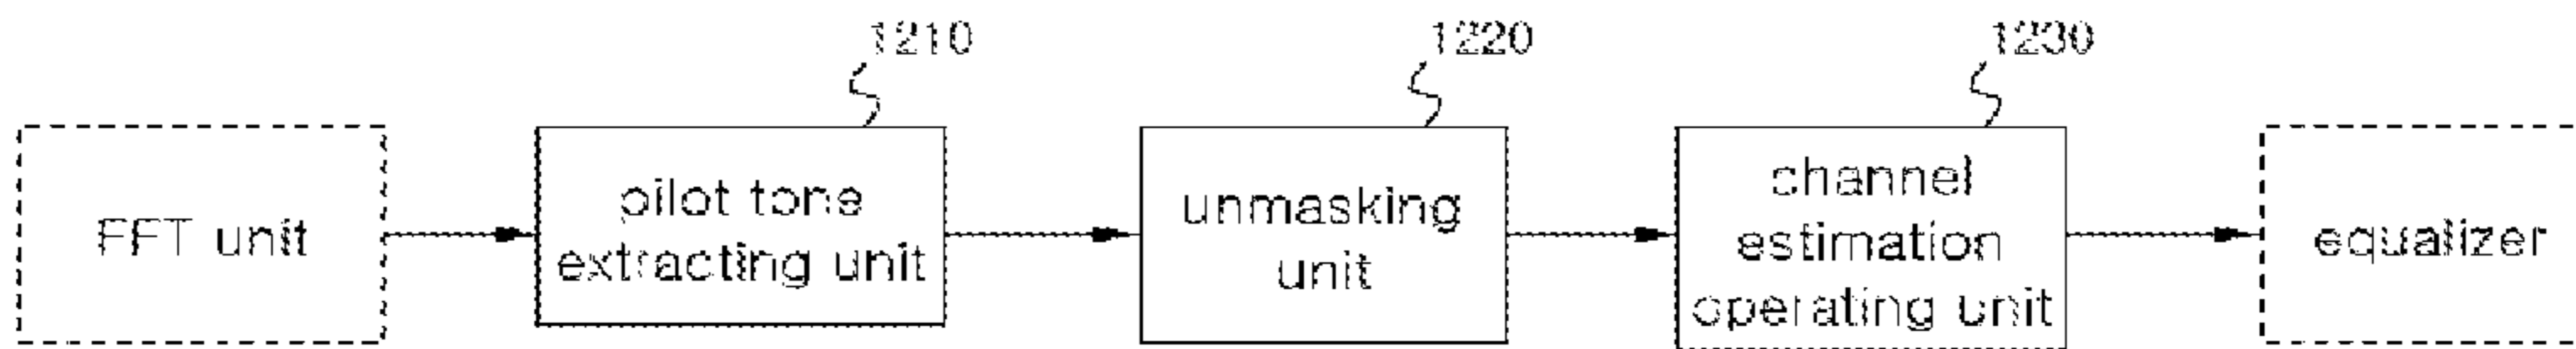 1210
1220
1230
FFT unit
pilot tone
extracting unit
unmasking
unit
channel
estimation
operating unit
equalizer